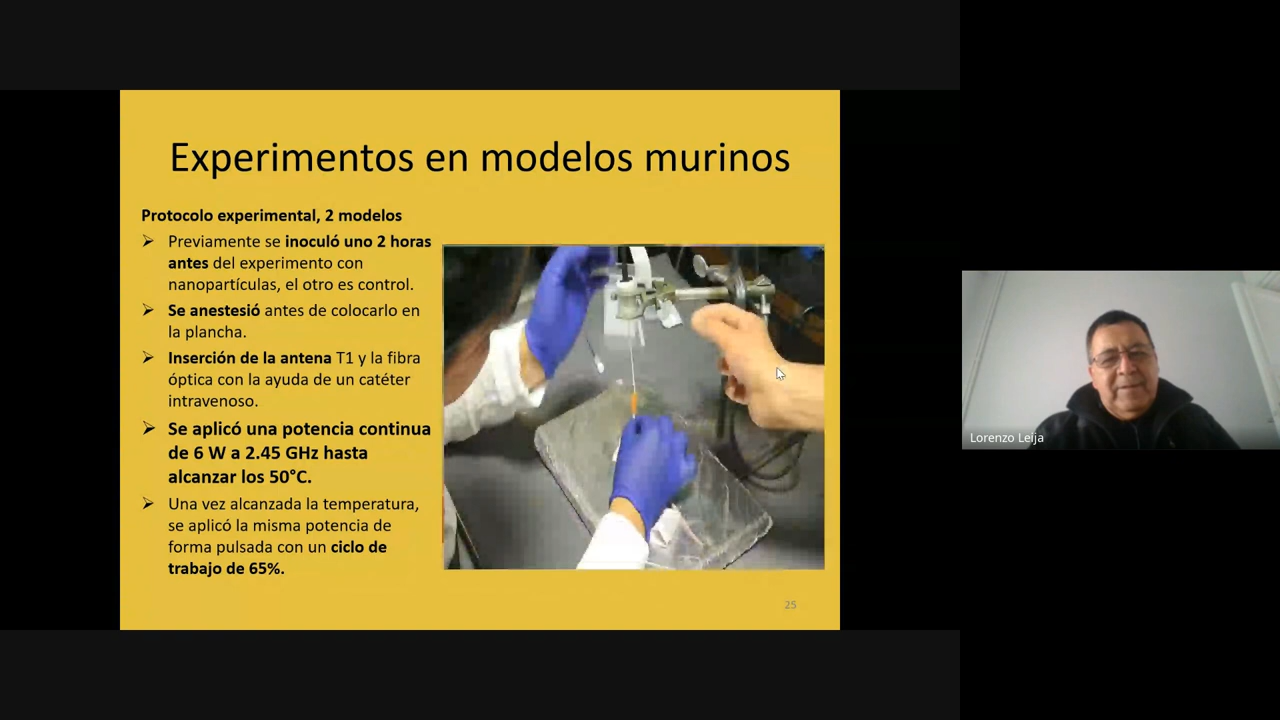 Experimentos en modelos murinos
Protocolo experimental, 2 modelos
➢ Previamente se inoculó uno 2 horas
antes del experimento con
nanopartículas, el otro es control.
➢ Se anestesió antes de colocarlo en
la plancha.
➢ Inserción de la antena T1 y la fibra
óptica con la ayuda de un catéter
intravenoso.
➢ Se aplicó una potencia continua
de 6 W a 2.45 GHz hasta
alcanzar los 50°C.
➢ Una vez alcanzada la temperatura,
se aplicó la misma potencia de
forma pulsada con un ciclo de
trabajo de 65%.
25
Lorenzo Leija